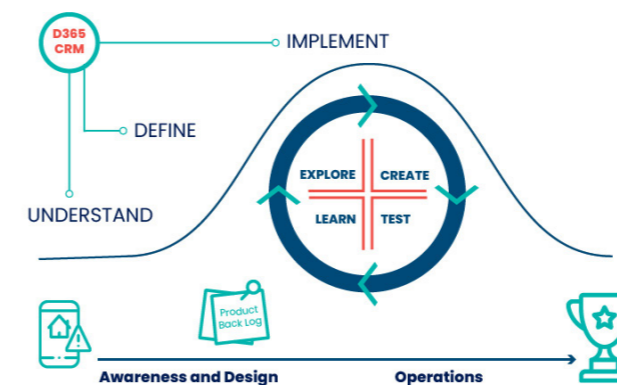 D365
CRM
IMPLEMENT
DEFINE
UNDERSTAND
EXPLORE
CREATE
LEARN
TEST
Product
Back Log
Awareness and Design
Operations